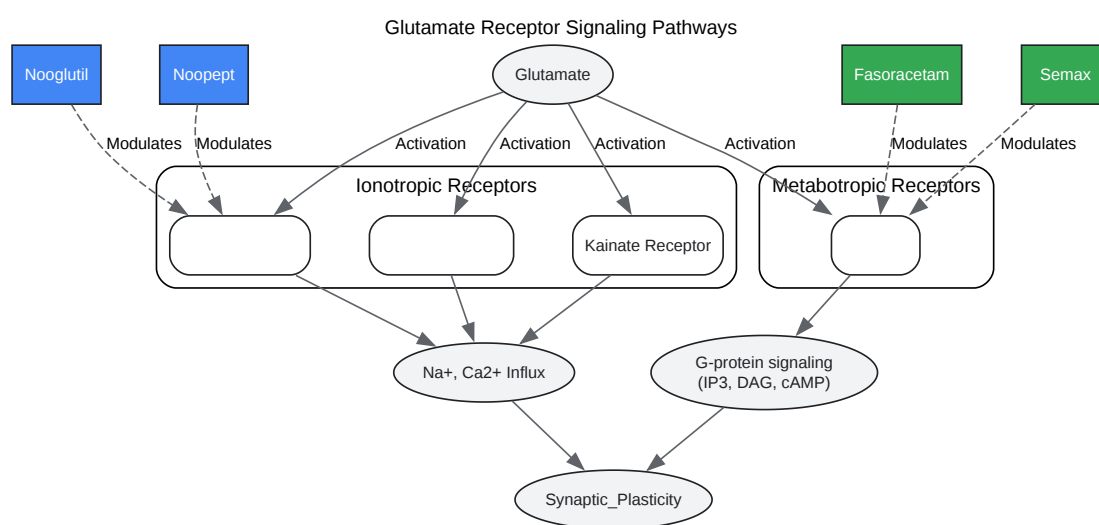 Glutamate Receptor Signaling Pathways
Nooglutil
Noopept
Glutamate
Fasoracetam
Semax
Modulates
Modulates
Activation
Activation
Activation
Activation
Modulates
Modulates
Ionotropic Receptors
Metabotropic Receptors
Kainate Receptor
Na+, Ca2+ Influx
G-protein signaling
(IP3, DAG, cAMP)
Synaptic_Plasticity